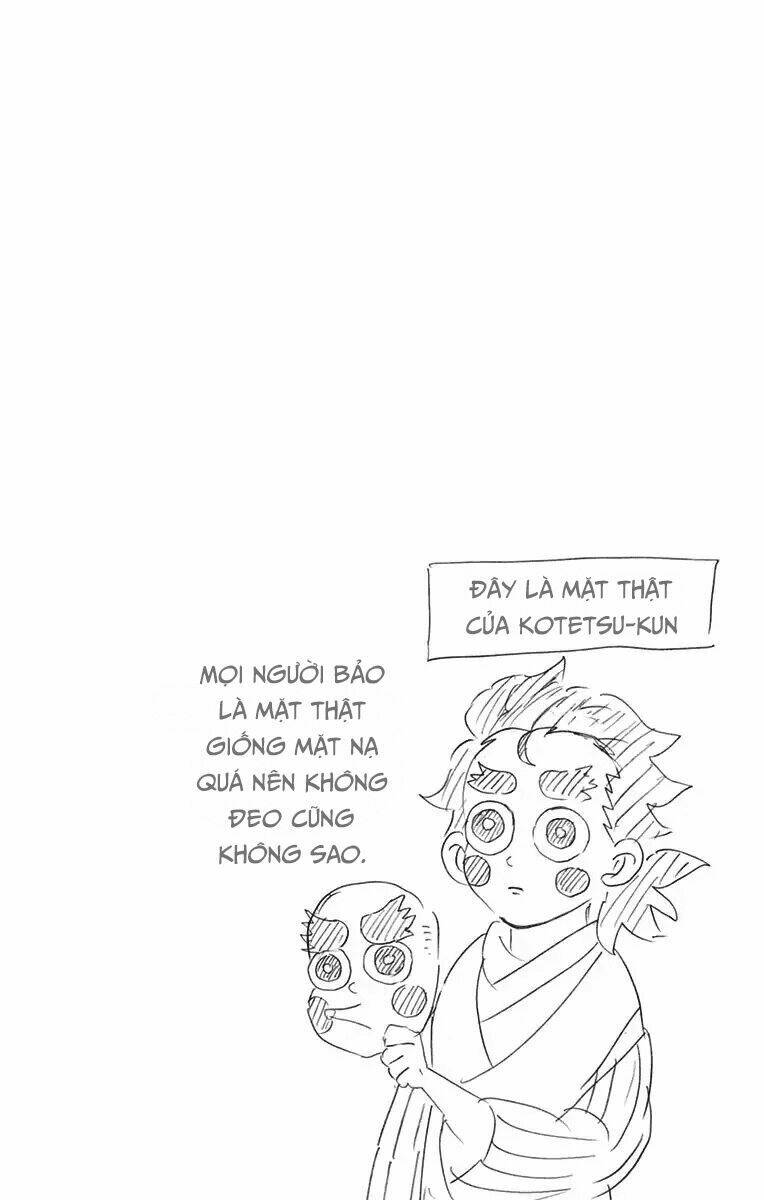 ĐÂY LÀ MẶT THẬT
CỦA KOTETSU-KUN
MỌI NGƯỜI BẢO
LÀ MẶT THẬT
GIỐNG MẶT NẠ
QUÁ NÊN KHÔNG
ĐEO CŨNG
KHÔNG SAO.